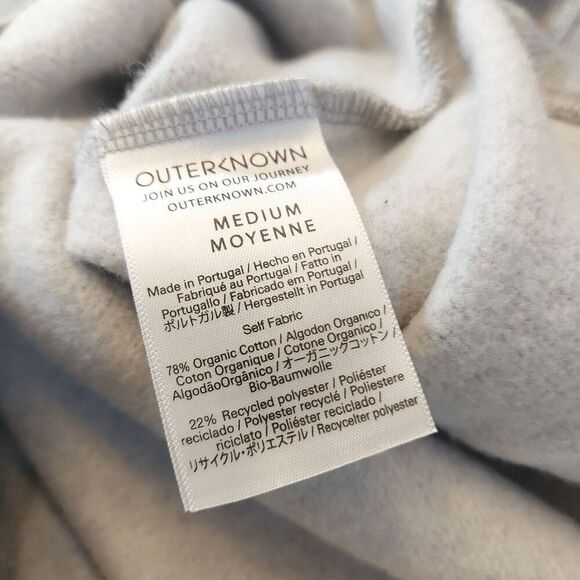 OUTERKNOWN
JOIN US ON OUR JOURNEY
OUTERKNOWN.COM
MEDIUM
MOYENNE
Made in Portugal / Hecho en Portugal /
Fabriqué au Portugal / Fatto in
Portugallo / Fabricado em Portugal /
ポルトガル製 / Hergestellt in Portugal
Self Fabric
78% Organic Cotton / Algodon Organico /
Coton Organique / Cotone Organico /
AlgodãoOrgânico / オーガニックコットン /
Bio-Baumwolle
22% Recycled polyester / Poliéster
reciclado / Polyester recyclé / Poliestere
riciclato / Poliéster reciclado /
リサイクル・ポリエステル / Recycelter polyester